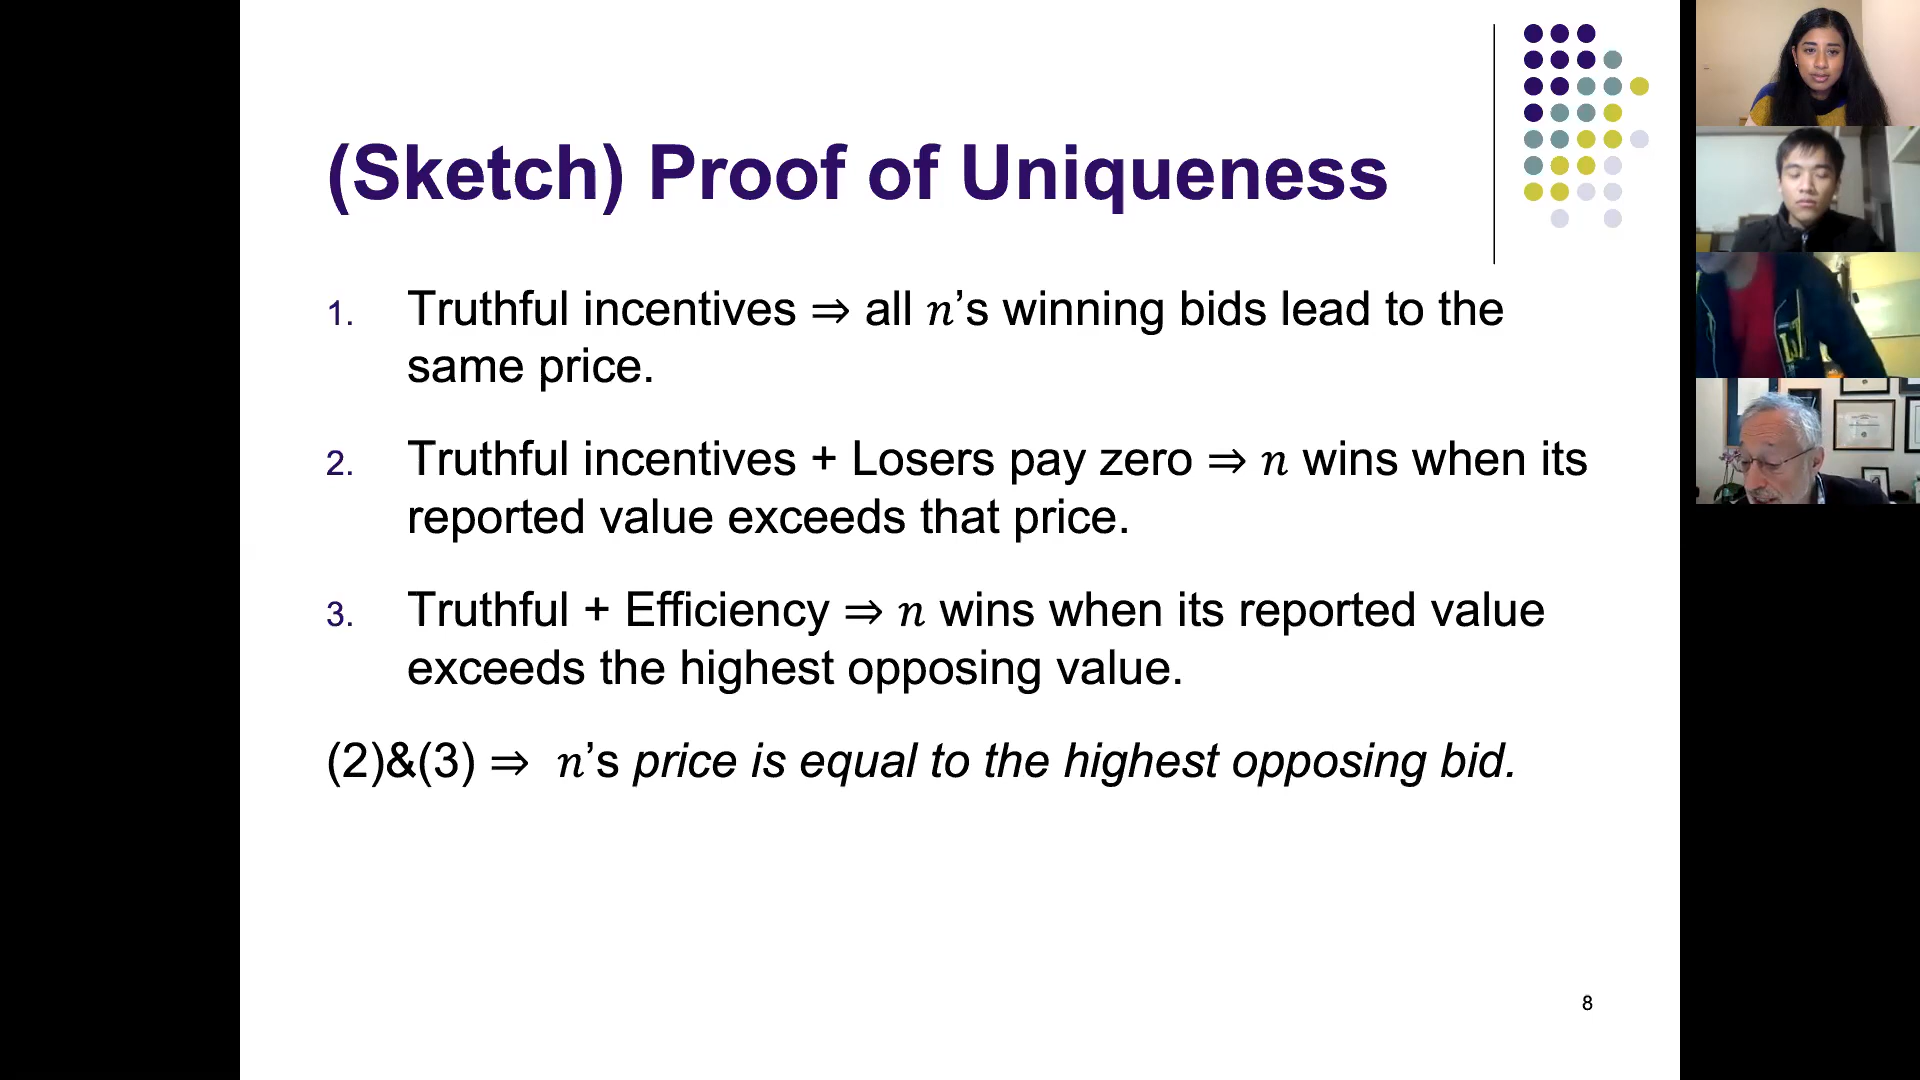 (Sketch) Proof of Uniqueness
1. Truthful incentives ⇒ all n’s winning bids lead to the
same price.
2. Truthful incentives + Losers pay zero ⇒ n wins when its
reported value exceeds that price.
3. Truthful + Efficiency ⇒ n wins when its reported value
exceeds the highest opposing value.
(2)&(3) ⇒ n’s price is equal to the highest opposing bid.
8